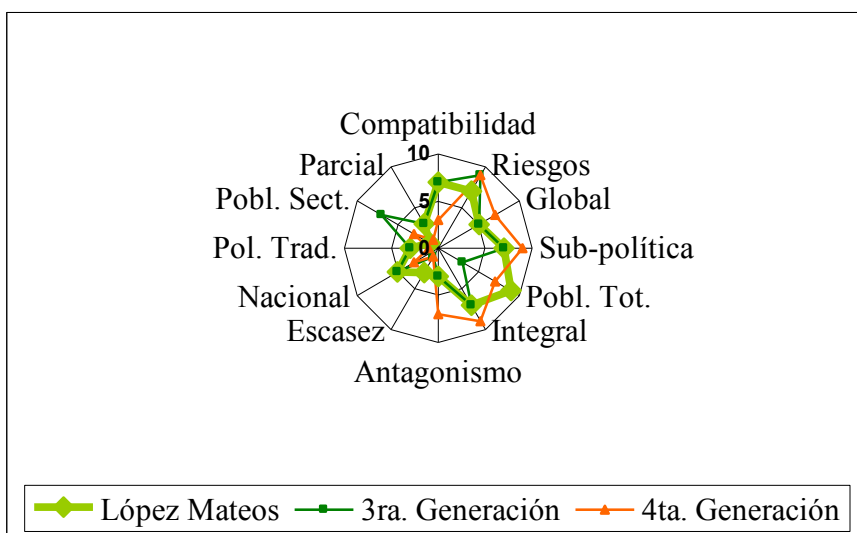 Compatibilidad
10
Parcial
Riesgos
Pobl. Sect.
5
Global
Pol. Trad.
0
Sub-política
Nacional
Pobl. Tot.
Escasez
Integral
Antagonismo
López Mateos
3ra. Generación
4ta. Generación